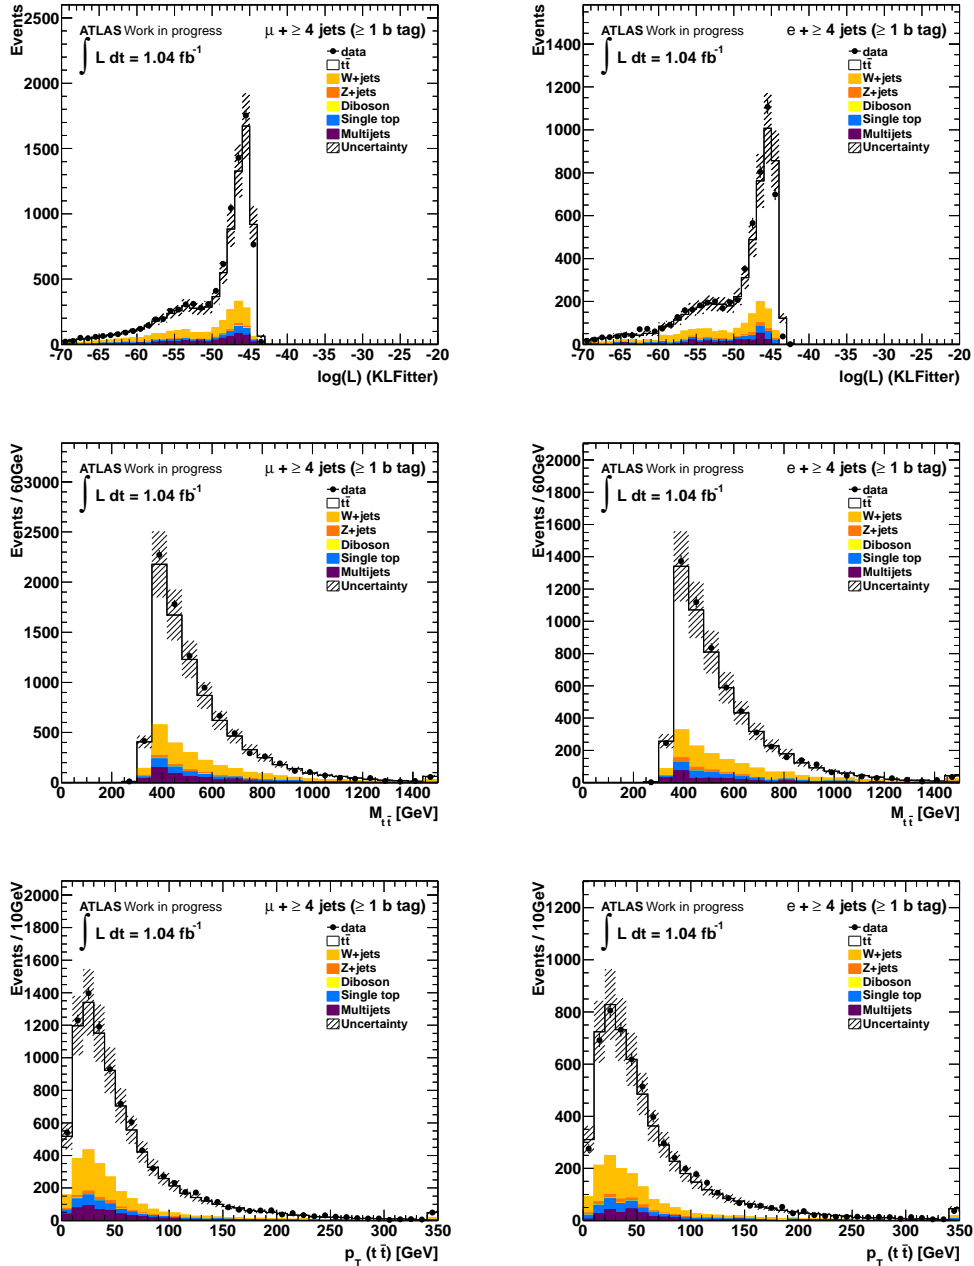 Events
2500
2000
1500
1000
500
0
ATLAS Work in progress
∫ L dt = 1.04 fb⁻¹
μ + ≥ 4 jets (≥ 1 b tag)
data
tt̄
W+jets
Z+jets
Diboson
Single top
Multijets
Uncertainty
-70 -65 -60 -55 -50 -45 -40 -35 -30 -25 -20
log(L) (KLFitter)
Events
1400
1200
1000
800
600
400
200
0
ATLAS Work in progress
∫ L dt = 1.04 fb⁻¹
e + ≥ 4 jets (≥ 1 b tag)
data
tt̄
W+jets
Z+jets
Diboson
Single top
Multijets
Uncertainty
-70 -65 -60 -55 -50 -45 -40 -35 -30 -25 -20
log(L) (KLFitter)
Events / 60GeV
3000
2500
2000
1500
1000
500
0
ATLAS Work in progress
∫ L dt = 1.04 fb⁻¹
μ + ≥ 4 jets (≥ 1 b tag)
data
tt̄
W+jets
Z+jets
Diboson
Single top
Multijets
Uncertainty
0 200 400 600 800 1000 1200 1400
M_tt̄ [GeV]
Events / 60GeV
2000
1800
1600
1400
1200
1000
800
600
400
200
0
ATLAS Work in progress
∫ L dt = 1.04 fb⁻¹
e + ≥ 4 jets (≥ 1 b tag)
data
tt̄
W+jets
Z+jets
Diboson
Single top
Multijets
Uncertainty
0 200 400 600 800 1000 1200 1400
M_tt̄ [GeV]
Events / 10GeV
2000
1800
1600
1400
1200
1000
800
600
400
200
0
ATLAS Work in progress
∫ L dt = 1.04 fb⁻¹
μ + ≥ 4 jets (≥ 1 b tag)
data
tt̄
W+jets
Z+jets
Diboson
Single top
Multijets
Uncertainty
0 50 100 150 200 250 300 350
p_T (t t̄) [GeV]
Events / 10GeV
1200
1000
800
600
400
200
0
ATLAS Work in progress
∫ L dt = 1.04 fb⁻¹
e + ≥ 4 jets (≥ 1 b tag)
data
tt̄
W+jets
Z+jets
Diboson
Single top
Multijets
Uncertainty
0 50 100 150 200 250 300 350
p_T (t t̄) [GeV]